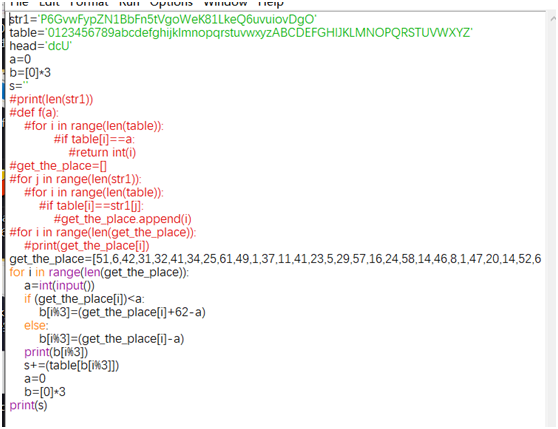 File Edit Format Run Options Window Help
str1='P6GvwFypZN1BbFn5tVgoWeK81LkeQ6uvuiovDgO'
table='0123456789abcdefghijklmnopqrstuvwxyzABCDEFGHIJKLMNOPQRSTUVWXYZ'
head='dcU'
a=0
b=[0]*3
s=''
#print(len(str1))
#def f(a):
#for i in range(len(table)):
#if table[i]==a:
#return int(i)
#get_the_place=[]
#for j in range(len(str1)):
#for i in range(len(table)):
#if table[i]==str1[j]:
#get_the_place.append(i)
#for i in range(len(get_the_place)):
#print(get_the_place[i])
get_the_place=[51,6,42,31,32,41,34,25,61,49,1,37,11,41,23,5,29,57,16,24,58,14,46,8,1,47,20,14,52,6
for i in range(len(get_the_place)):
a=int(input())
if (get_the_place[i])<a:
b[i%3]=(get_the_place[i]+62-a)
else:
b[i%3]=(get_the_place[i]-a)
print(b[i%3])
s+=(table[b[i%3]])
a=0
b=[0]*3
print(s)